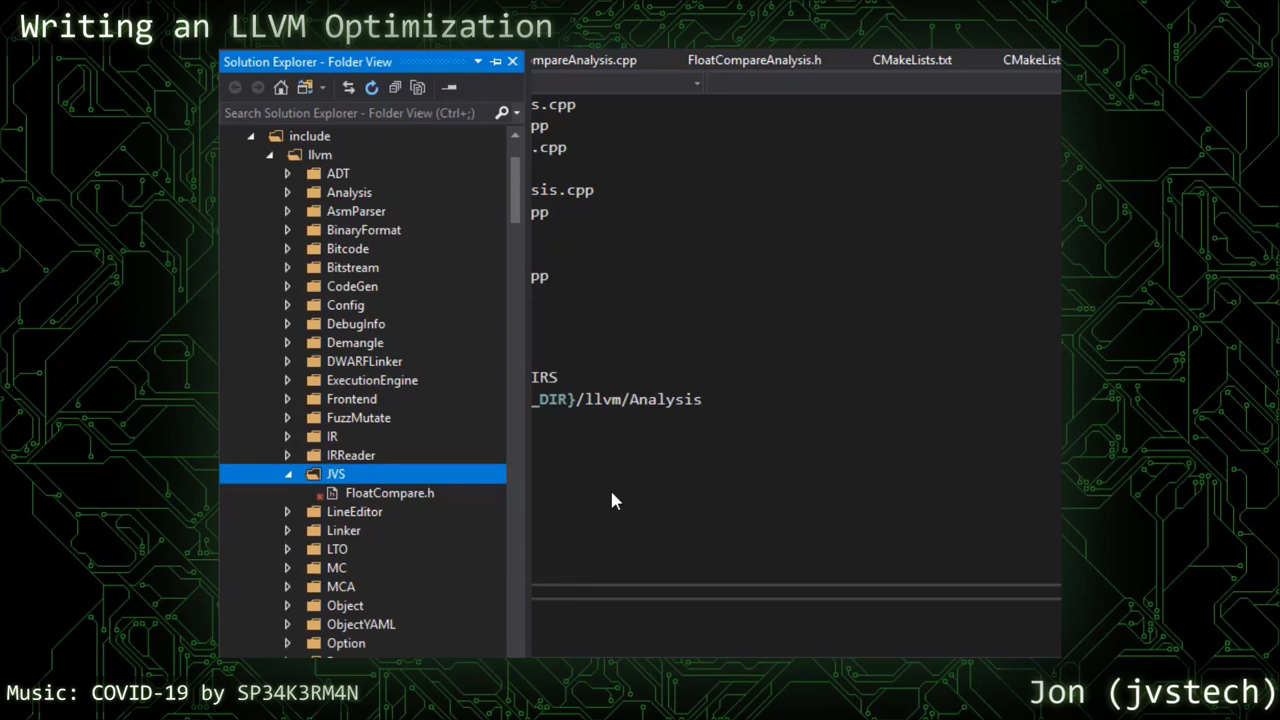 Writing an LLVM Optimization
Solution Explorer - Folder View
mpareAnalysis.cpp
FloatCompareAnalysis.h
CMakeLists.txt
CMakeLists
Search Solution Explorer - Folder View (Ctrl+;)
include
llvm
ADT
Analysis
AsmParser
BinaryFormat
Bitcode
Bitstream
CodeGen
Config
DebugInfo
Demangle
DWARFLinker
ExecutionEngine
Frontend
FuzzMutate
IR
IRReader
JVS
FloatCompare.h
LineEditor
Linker
LTO
MC
MCA
Object
ObjectYAML
Option
s.cpp
pp
.cpp
sis.cpp
pp
pp
IRS
_DIR}/llvm/Analysis
Music: COVID-19 by SP34K3RM4N
Jon (jvstech)